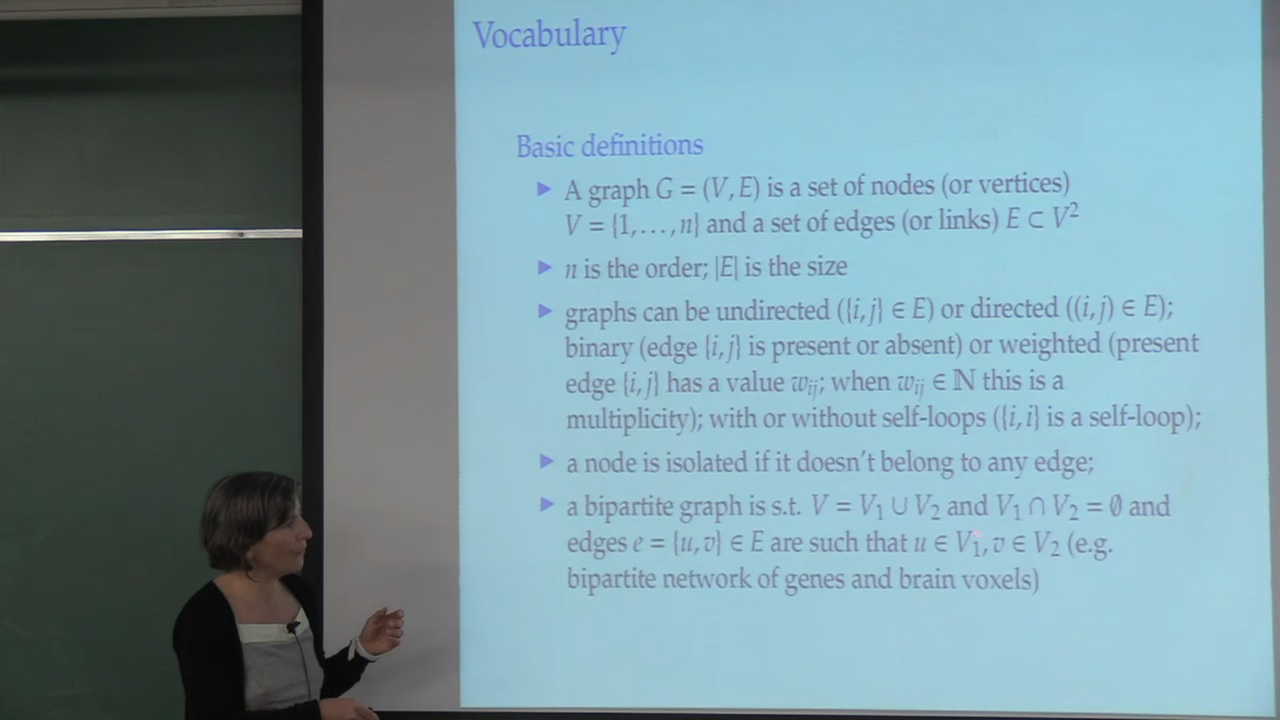 Vocabulary
Basic definitions
▶ A graph G = (V, E) is a set of nodes (or vertices)
V = {1, . . . , n} and a set of edges (or links) E ⊂ V²
▶ n is the order; |E| is the size
▶ graphs can be undirected ({i, j} ∈ E) or directed ((i, j) ∈ E);
binary (edge {i, j} is present or absent) or weighted (present
edge {i, j} has a value wᵢⱼ; when wᵢⱼ ∈ ℕ this is a
multiplicity); with or without self-loops ({i, i} is a self-loop);
▶ a node is isolated if it doesn't belong to any edge;
▶ a bipartite graph is s.t. V = V₁ ∪ V₂ and V₁ ∩ V₂ = ∅ and
edges e = {u, v} ∈ E are such that u ∈ V₁, v ∈ V₂ (e.g.
bipartite network of genes and brain voxels)